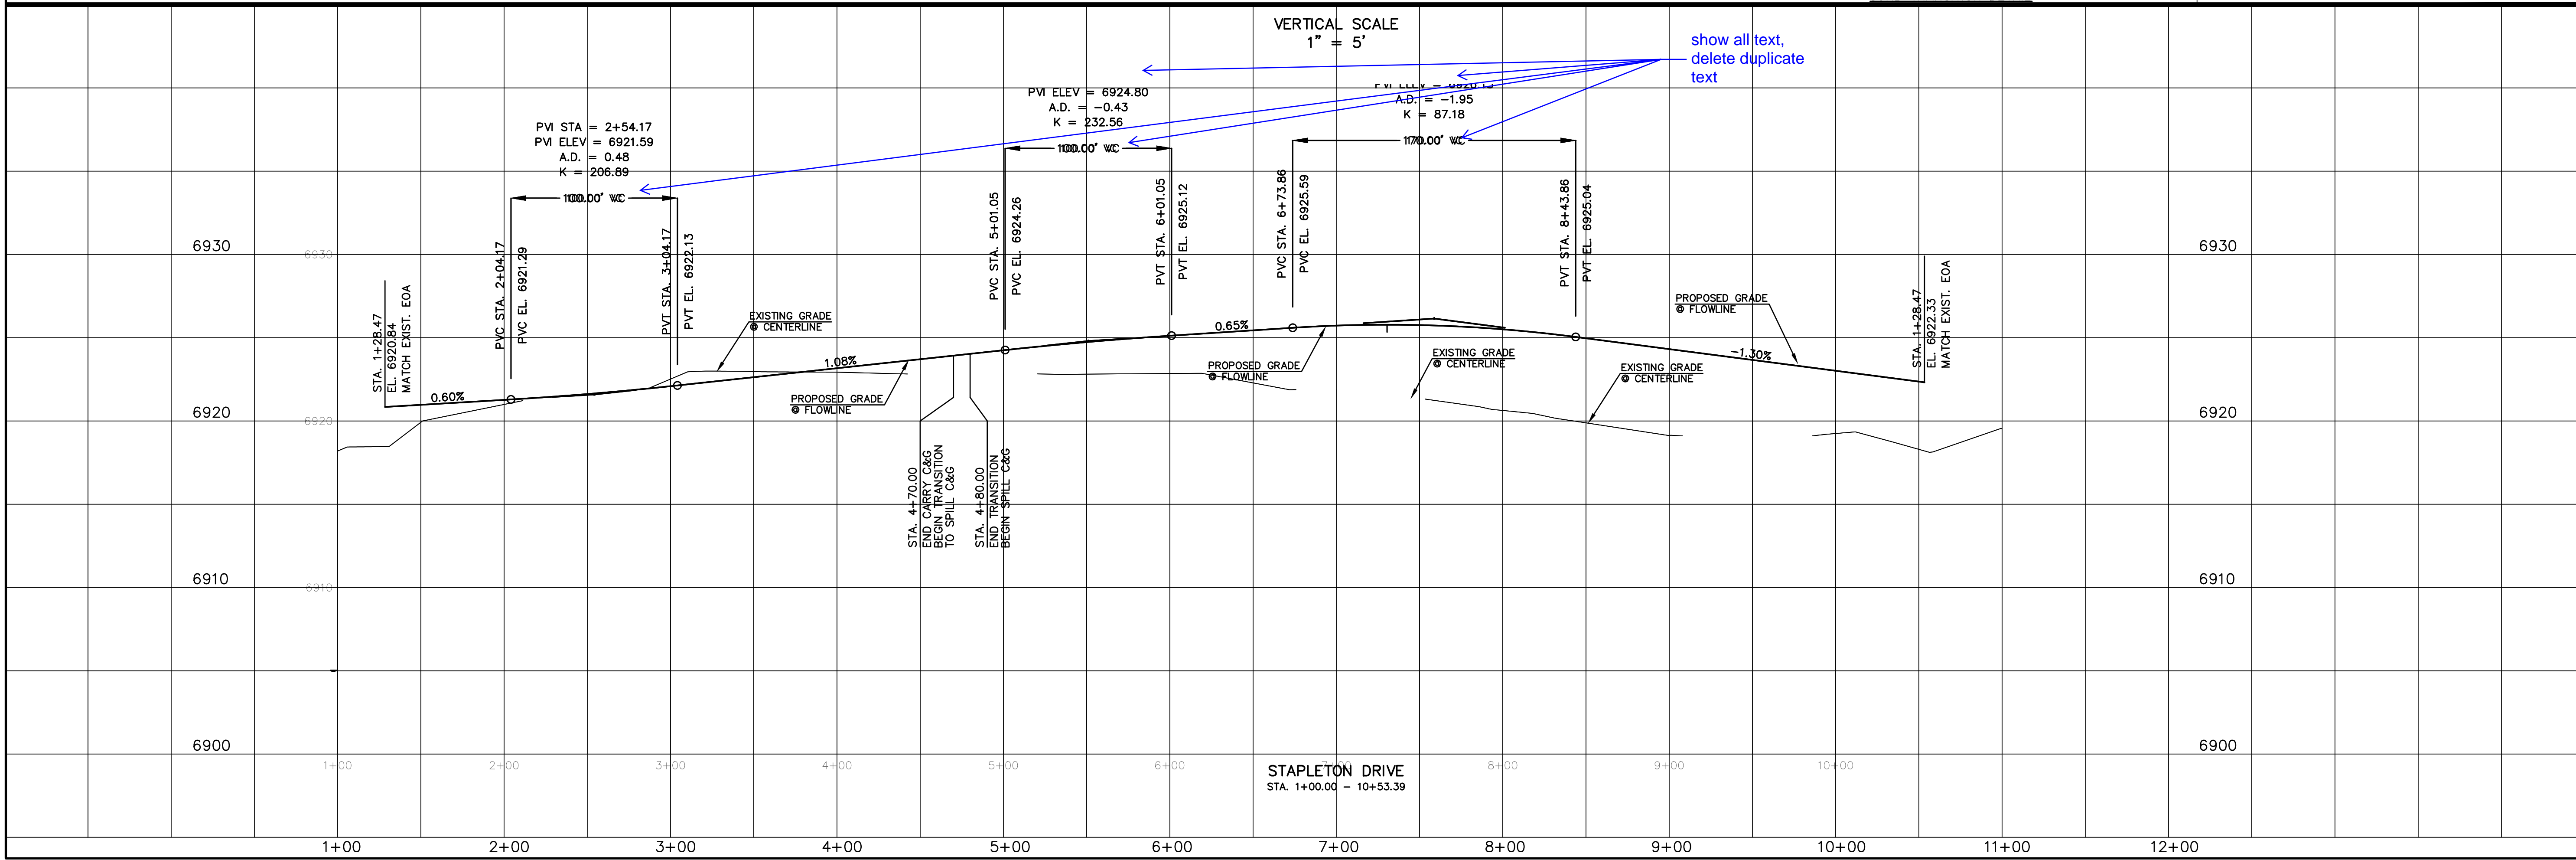 VERTICAL SCALE
1" = 5'
show all text,
delete duplicate
text
PVI STA = 2+54.17
PVI ELEV = 6921.59
A.D. = 0.48
K = 206.89
100.00' VC
PVI ELEV = 6924.80
A.D. = -0.43
K = 232.56
100.00' VC
A.D. = -1.95
K = 87.18
170.00' VC
6930
6930
STA. 1+28.47
EL. 6920.84
MATCH EXIST. EOA
PVC STA. 2+04.17
PVC EL. 6921.29
PVT STA. 3+04.17
PVT EL. 6922.13
PVC STA. 5+01.05
PVC EL. 6924.26
PVT STA. 6+01.05
PVT EL. 6925.12
PVC STA. 6+73.86
PVC EL. 6925.59
PVT STA. 8+43.86
PVT EL. 6925.04
STA. 1+28.47
EL. 6922.33
MATCH EXIST. EOA
6930
EXISTING GRADE
@ CENTERLINE
PROPOSED GRADE
@ FLOWLINE
0.60%
1.08%
0.65%
-1.30%
PROPOSED GRADE
@ FLOWLINE
PROPOSED GRADE
@ FLOWLINE
EXISTING GRADE
@ CENTERLINE
EXISTING GRADE
@ CENTERLINE
6920
6920
6920
STA. 4+70.00
END CARRY C&G
BEGIN TRANSITION
TO SPILL C&G
STA. 4+80.00
END TRANSITION
BEGIN SPILL C&G
6910
6910
6910
6900
6900
1+00 2+00 3+00 4+00 5+00 6+00 7+00 8+00 9+00 10+00
STAPLETON DRIVE
STA. 1+00.00 - 10+53.39
1+00 2+00 3+00 4+00 5+00 6+00 7+00 8+00 9+00 10+00 11+00 12+00